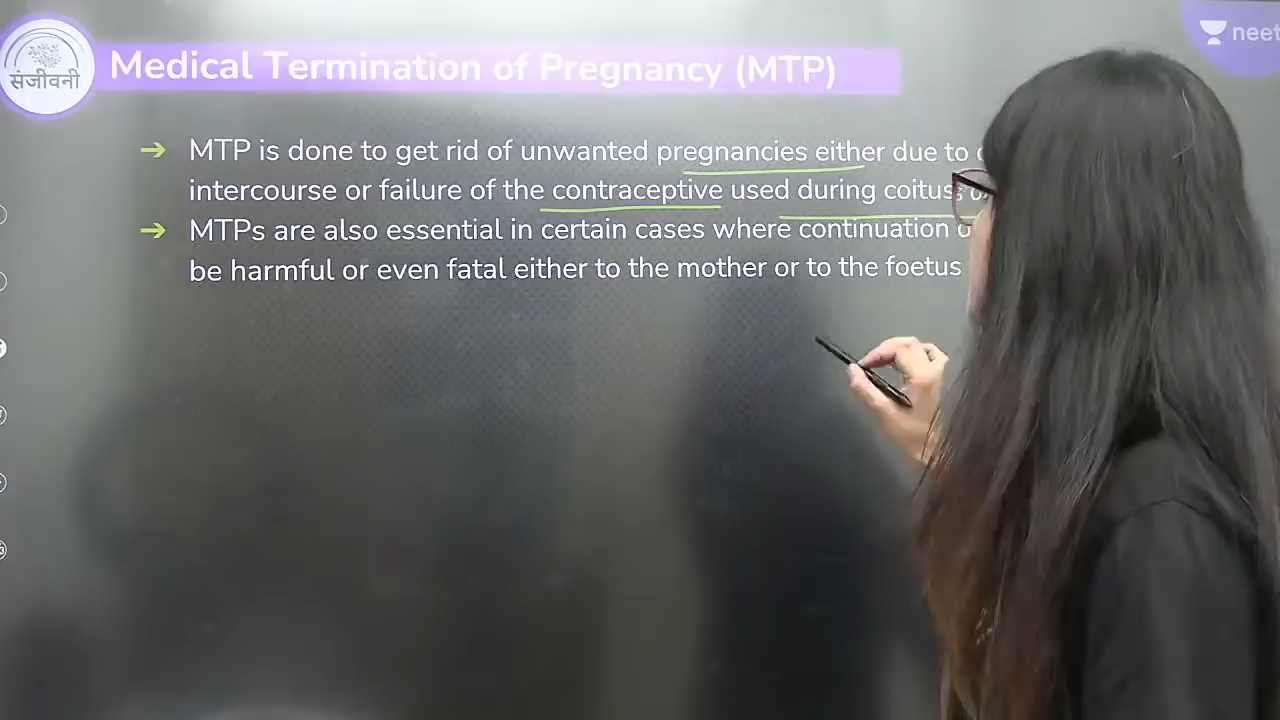 संजीवनी
Medical Termination of Pregnancy (MTP)
neet
MTP is done to get rid of unwanted pregnancies either due to
intercourse or failure of the contraceptive used during coitus
MTPs are also essential in certain cases where continuation
be harmful or even fatal either to the mother or to the foetus